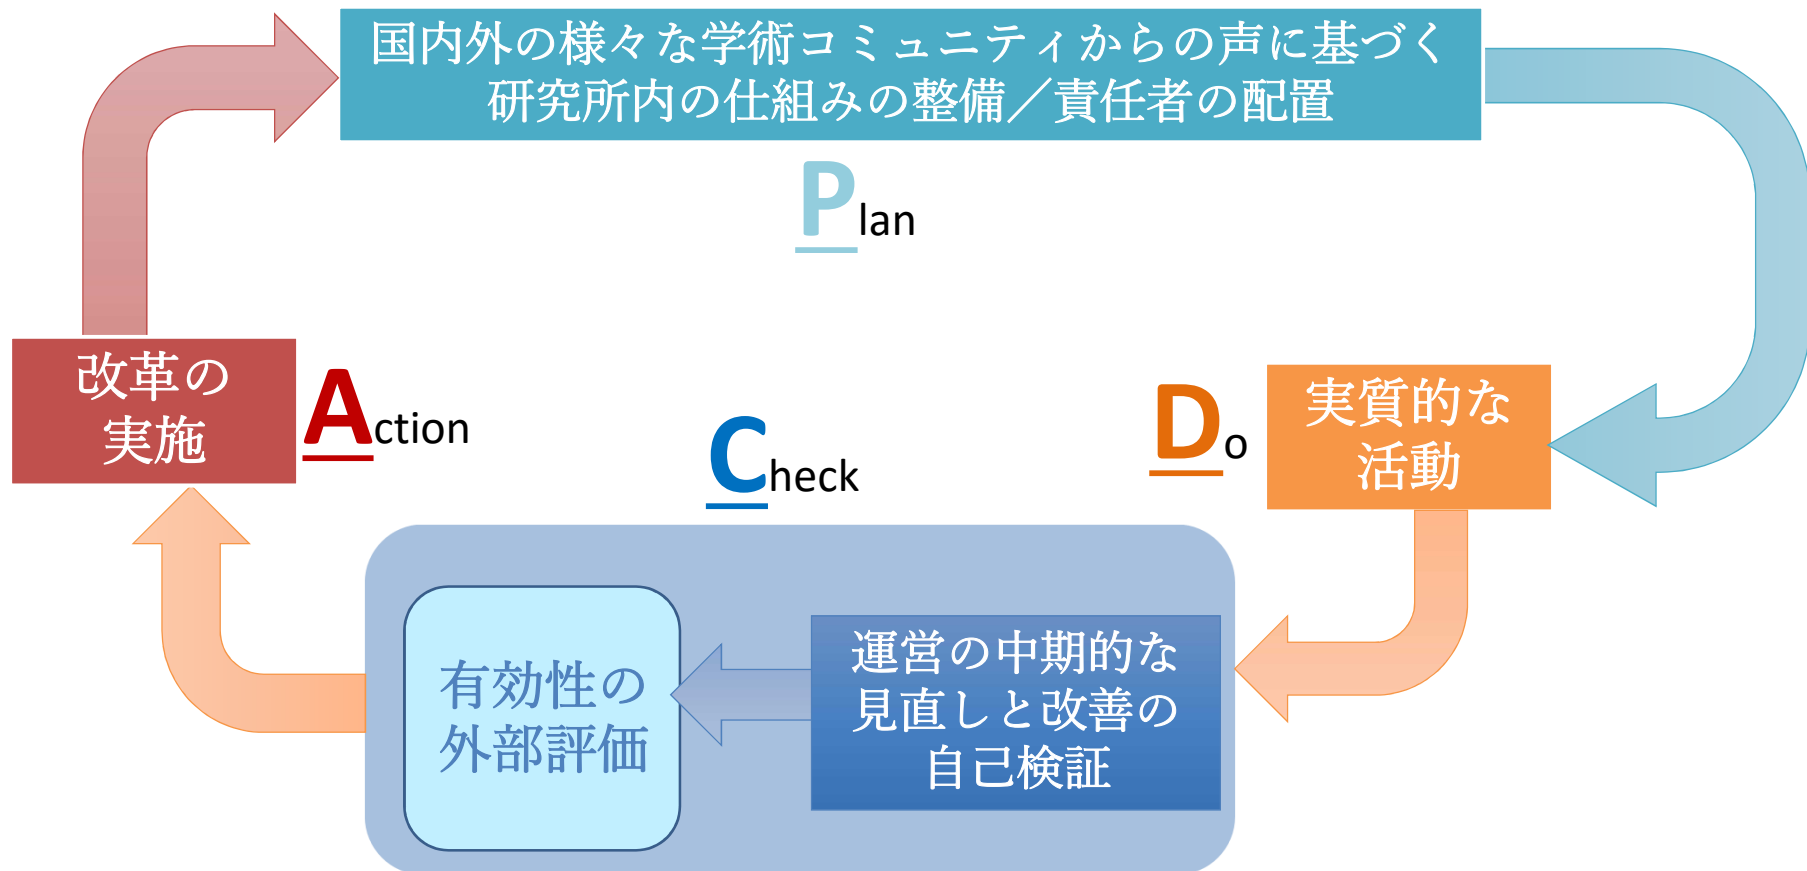 国内外の様々な学術コミュニティからの声に基づく
研究所内の仕組みの整備／責任者の配置
Plan
改革の
実施
Action
Check
Do
実質的な
活動
有効性の
外部評価
運営の中期的な
見直しと改善の
自己検証